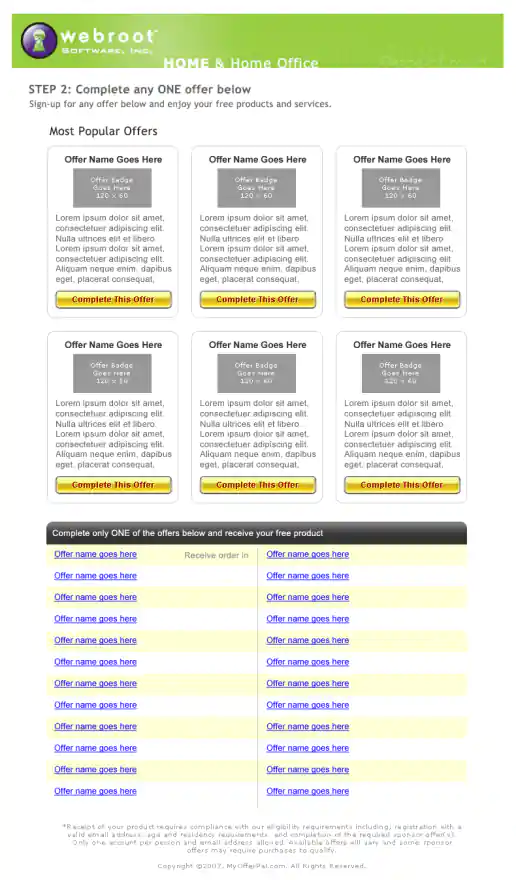 webroot
SOFTWARE, INC.
HOME & Home Office
STEP 2: Complete any ONE offer below
Sign-up for any offer below and enjoy your free products and services.
Most Popular Offers
Offer Name Goes Here
Offer Badge
Goes Here
120 x 60
Lorem ipsum dolor sit amet,
consectetuer adipiscing elit.
Nulla ultrices elit et libero
Lorem ipsum dolor sit amet,
consectetuer adipiscing elit.
Aliquam neque enim, dapibus
eget, placerat consequat,
Complete This Offer
Offer Name Goes Here
Offer Badge
Goes Here
120 x 60
Lorem ipsum dolor sit amet,
consectetuer adipiscing elit.
Nulla ultrices elit et libero
Lorem ipsum dolor sit amet,
consectetuer adipiscing elit.
Aliquam neque enim, dapibus
eget, placerat consequat,
Complete This Offer
Offer Name Goes Here
Offer Badge
Goes Here
120 x 60
Lorem ipsum dolor sit amet,
consectetuer adipiscing elit.
Nulla ultrices elit et libero
Lorem ipsum dolor sit amet,
consectetuer adipiscing elit.
Aliquam neque enim, dapibus
eget, placerat consequat,
Complete This Offer
Offer Name Goes Here
Offer Badge
Goes Here
120 x 60
Lorem ipsum dolor sit amet,
consectetuer adipiscing elit.
Nulla ultrices elit et libero
Lorem ipsum dolor sit amet,
consectetuer adipiscing elit.
Aliquam neque enim, dapibus
eget, placerat consequat,
Complete This Offer
Offer Name Goes Here
Offer Badge
Goes Here
120 x 60
Lorem ipsum dolor sit amet,
consectetuer adipiscing elit.
Nulla ultrices elit et libero
Lorem ipsum dolor sit amet,
consectetuer adipiscing elit.
Aliquam neque enim, dapibus
eget, placerat consequat,
Complete This Offer
Offer Name Goes Here
Offer Badge
Goes Here
120 x 60
Lorem ipsum dolor sit amet,
consectetuer adipiscing elit.
Nulla ultrices elit et libero
Lorem ipsum dolor sit amet,
consectetuer adipiscing elit.
Aliquam neque enim, dapibus
eget, placerat consequat,
Complete This Offer
Complete only ONE of the offers below and receive your free product
Offer name goes here Receive order in Offer name goes here
Offer name goes here Offer name goes here
Offer name goes here Offer name goes here
Offer name goes here Offer name goes here
Offer name goes here Offer name goes here
Offer name goes here Offer name goes here
Offer name goes here Offer name goes here
Offer name goes here Offer name goes here
Offer name goes here Offer name goes here
Offer name goes here Offer name goes here
Offer name goes here Offer name goes here
Offer name goes here Offer name goes here
*Receipt of your product requires compliance with our eligibility requirements including: registration with a
valid email address, age and residency requirements, and completion of the required sponsor offer(s).
Only one account per person and email address allowed. Available offers will vary and some sponsor
offers may require purchases to qualify.
Copyright ©2007, MyOfferPal.com. All Rights Reserved.